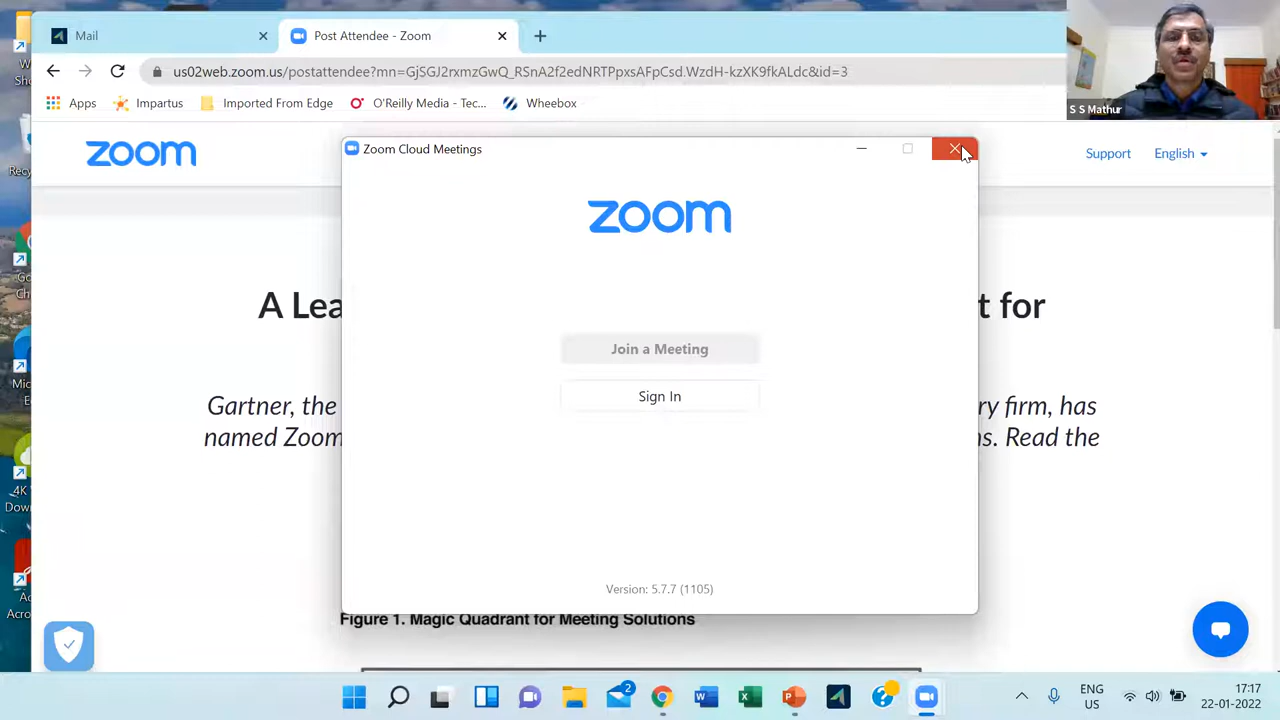 Mail
Post Attendee - Zoom
us02web.zoom.us/postattendee?mn=GjSGJ2rxmzGwQ_RSnA2f2edNRTPpxsAFpCsd.WzdH-kzXK9fkALdc&id=3
Apps
Impartus
Imported From Edge
O'Reilly Media - Tec...
Wheebox
S S Mathur
zoom
Support
English
Zoom Cloud Meetings
zoom
A Lea
t for
Join a Meeting
Sign In
Gartner, the
ry firm, has
named Zoom
ns. Read the
Version: 5.7.7 (1105)
Figure 1. Magic Quadrant for Meeting Solutions
2
ENG
US
17:17
22-01-2022